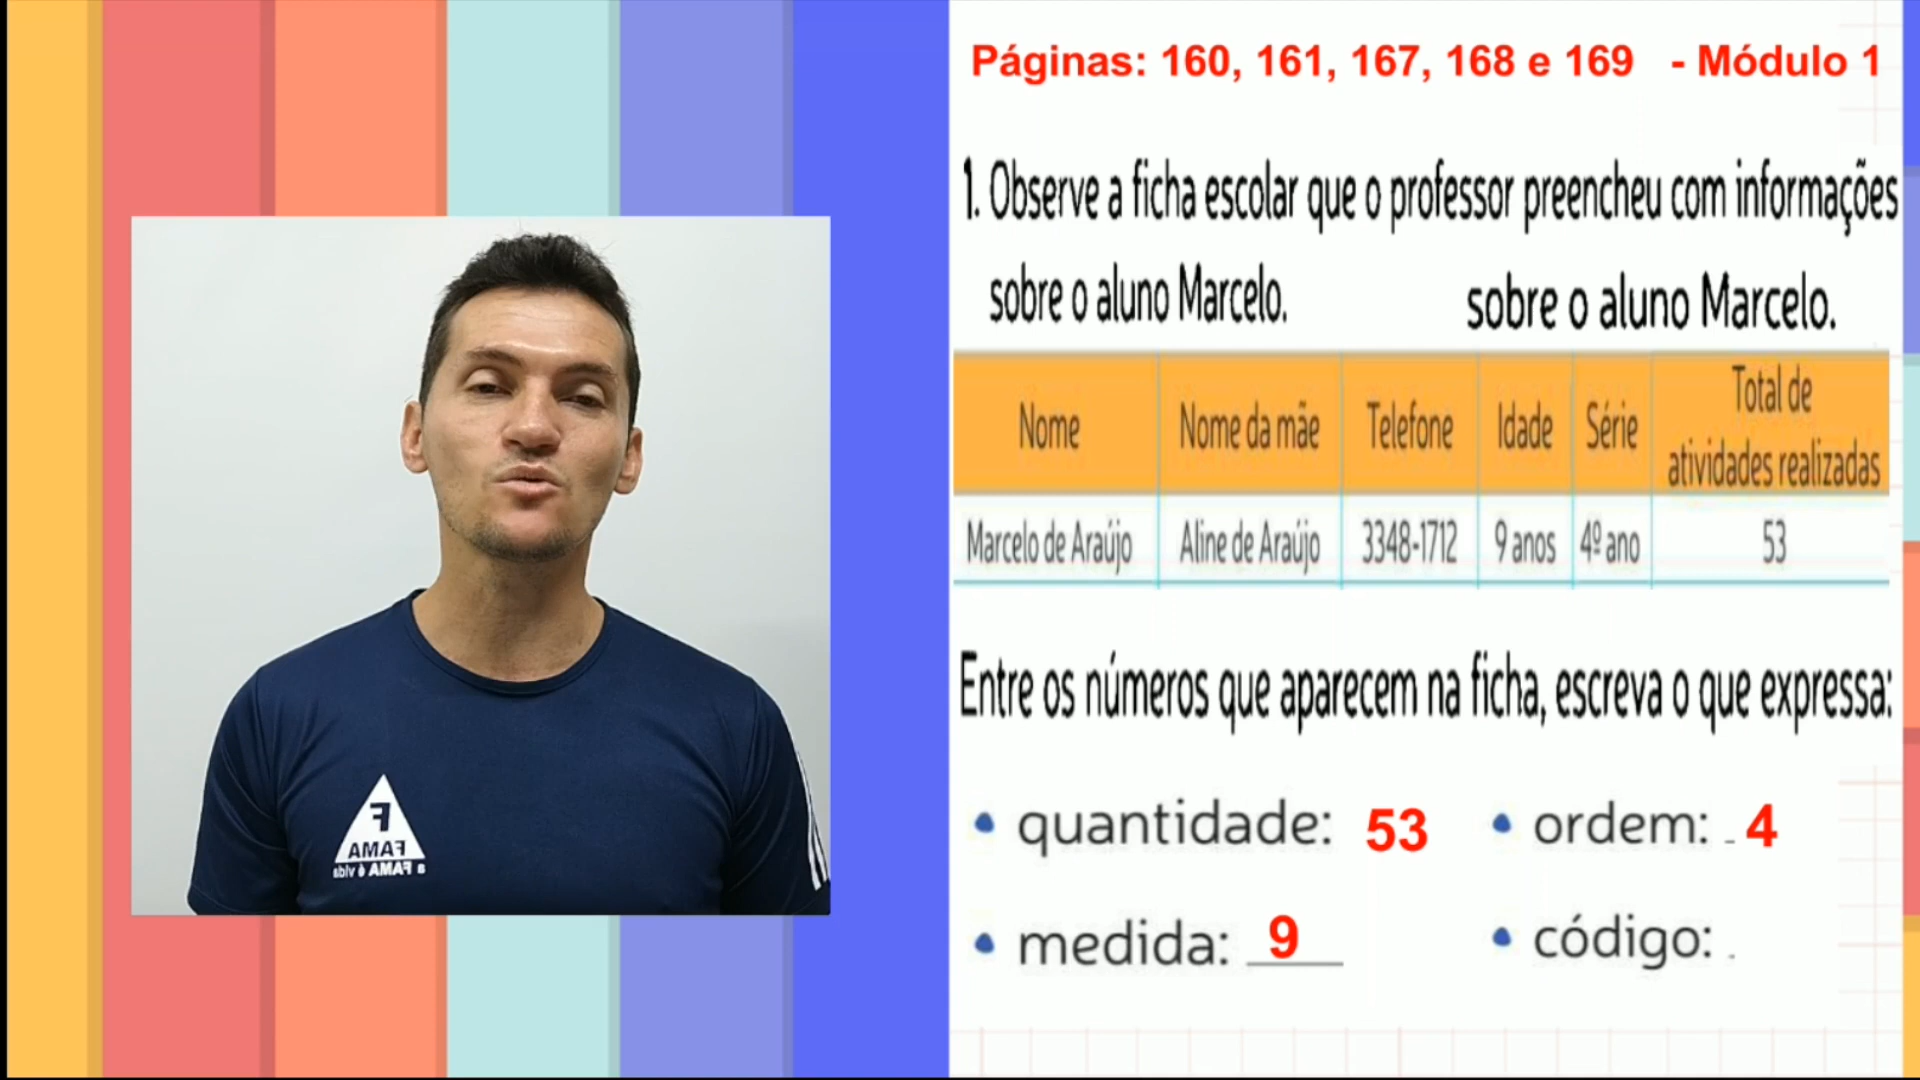 Páginas: 160, 161, 167, 168 e 169 - Módulo 1
1. Observe a ficha escolar que o professor preencheu com informações
sobre o aluno Marcelo. sobre o aluno Marcelo.
Nome Nome da mãe Telefone Idade Série Total de
atividades realizadas
Marcelo de Araújo Aline de Araújo 3348-1712 9 anos 4º ano 53
Entre os números que aparecem na ficha, escreva o que expressa:
• quantidade: 53 • ordem: 4
• medida: 9 • código:
F
FAMA
a FAMA é vida